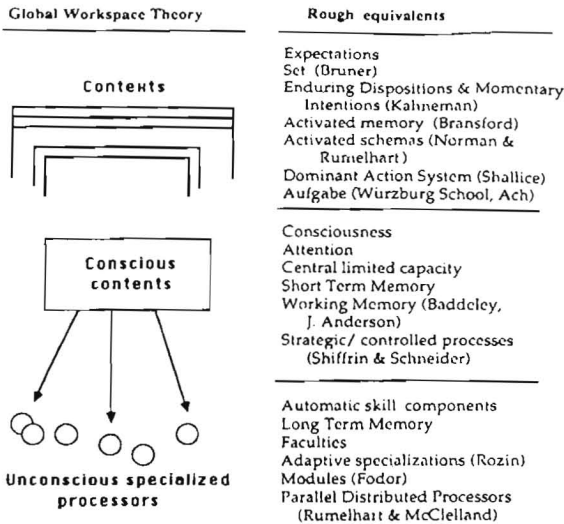 Global Workspace Theory
Rough equivalents
Contexts
Expectations
Set (Bruner)
Enduring Dispositions & Momentary
Intentions (Kahneman)
Activated memory (Bransford)
Activated schemas (Norman &
Rumelhart)
Dominant Action System (Shallice)
Aufgabe (Wurzburg School, Ach)
Conscious
contents
Consciousness
Attention
Central limited capacity
Short Term Memory
Working Memory (Baddeley,
J. Anderson)
Strategic/ controlled processes
(Shiffrin & Schneider)
Unconscious specialized
processors
Automatic skill components
Long Term Memory
Faculties
Adaptive specializations (Rozin)
Modules (Fodor)
Parallel Distributed Processors
(Rumelhart & McClelland)